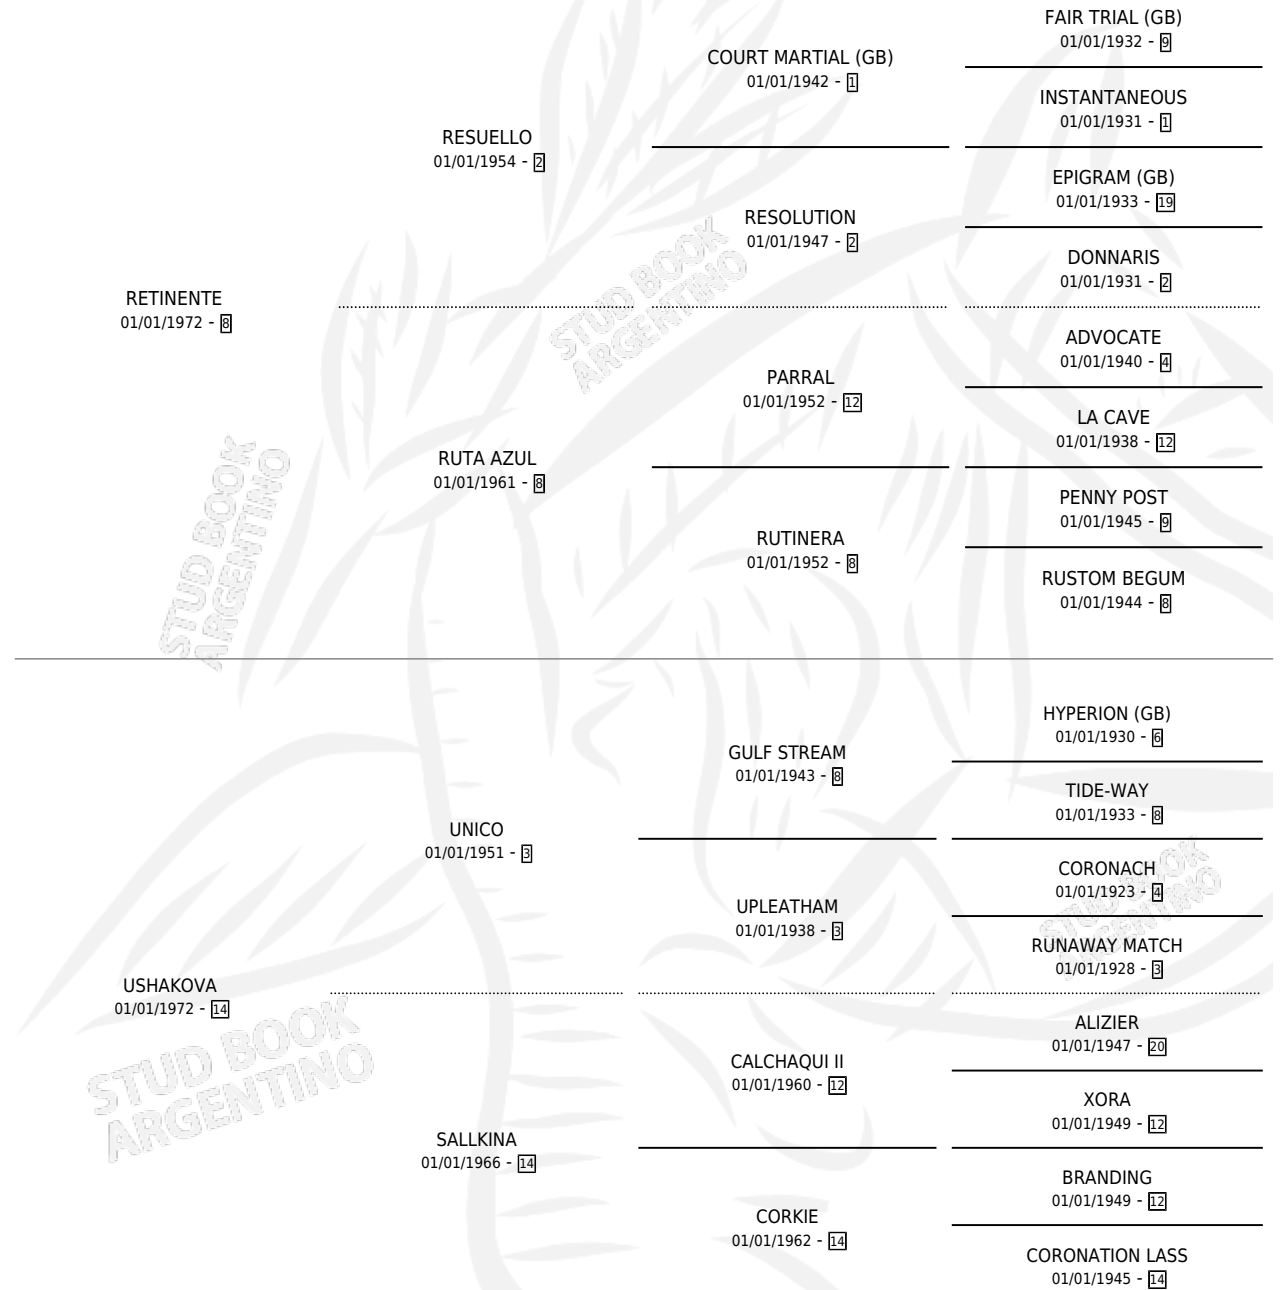 FAIR TRIAL (GB)
01/01/1932 - 9
COURT MARTIAL (GB)
01/01/1942 - 1
INSTANTANEOUS
01/01/1931 - 1
RESUELLO
01/01/1954 - 2
EPIGRAM (GB)
01/01/1933 - 19
RESOLUTION
01/01/1947 - 2
DONNARIS
01/01/1931 - 2
RETINENTE
01/01/1972 - 8
ADVOCATE
01/01/1940 - 4
PARRAL
01/01/1952 - 12
LA CAVE
01/01/1938 - 12
RUTA AZUL
01/01/1961 - 8
PENNY POST
01/01/1945 - 9
RUTINERA
01/01/1952 - 8
RUSTOM BEGUM
01/01/1944 - 8
HYPERION (GB)
01/01/1930 - 6
GULF STREAM
01/01/1943 - 8
TIDE-WAY
01/01/1933 - 8
UNICO
01/01/1951 - 3
CORONACH
01/01/1923 - 4
UPLEATHAM
01/01/1938 - 3
RUNAWAY MATCH
01/01/1928 - 3
USHAKOVA
01/01/1972 - 14
ALIZIER
01/01/1947 - 20
CALCHAQUI II
01/01/1960 - 12
XORA
01/01/1949 - 12
SALLKINA
01/01/1966 - 14
BRANDING
01/01/1949 - 12
CORKIE
01/01/1962 - 14
CORONATION LASS
01/01/1945 - 14
STUD BOOK
ARGENTINO
STUD BOOK
ARGENTINO
STUD BOOK
ARGENTINO
STUD BOOK
ARGENTINO